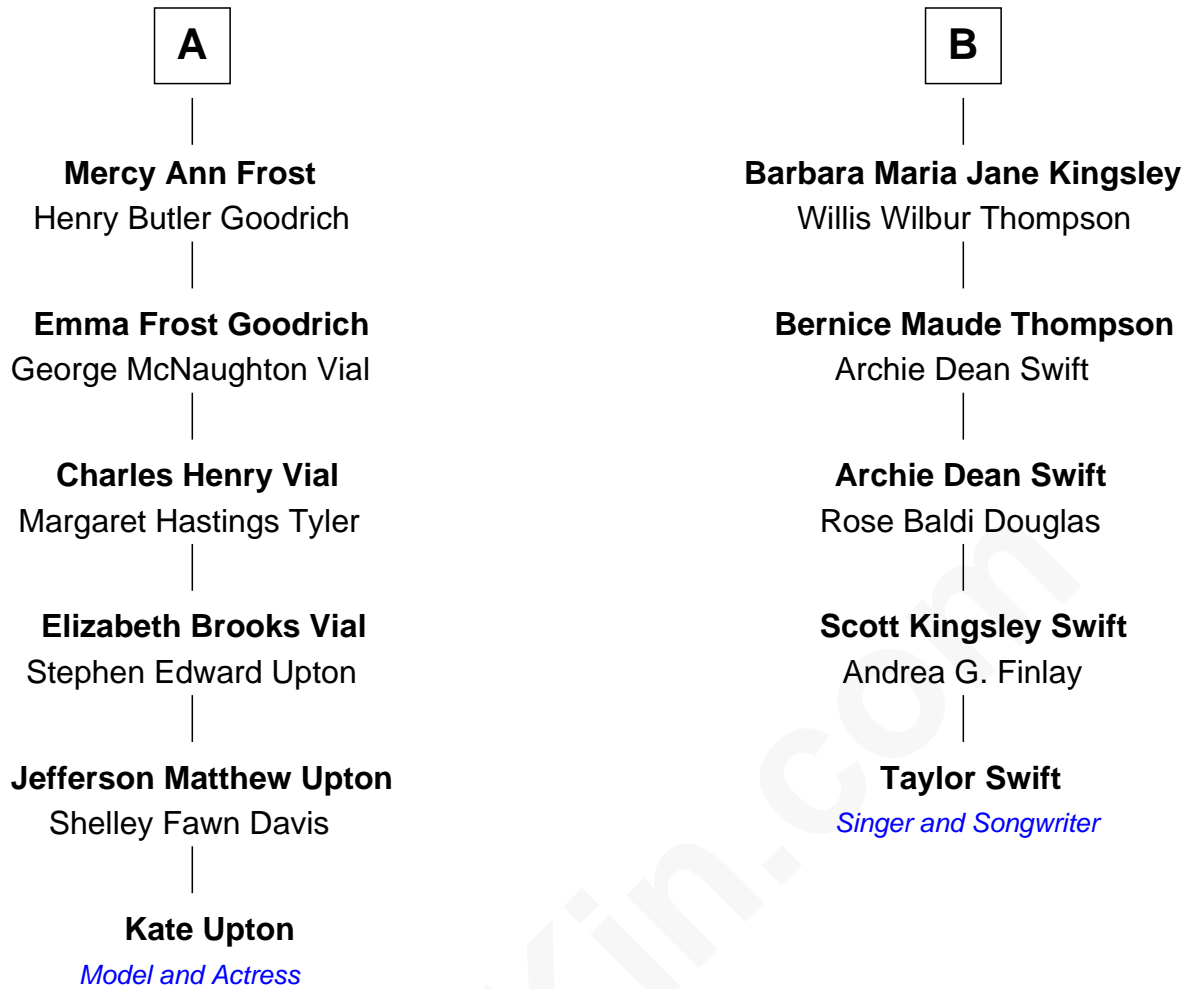 A
Mercy Ann Frost
Henry Butler Goodrich
Emma Frost Goodrich
George McNaughton Vial
Charles Henry Vial
Margaret Hastings Tyler
Elizabeth Brooks Vial
Stephen Edward Upton
Jefferson Matthew Upton
Shelley Fawn Davis
Kate Upton
Model and Actress
B
Barbara Maria Jane Kingsley
Willis Wilbur Thompson
Bernice Maude Thompson
Archie Dean Swift
Archie Dean Swift
Rose Baldi Douglas
Scott Kingsley Swift
Andrea G. Finlay
Taylor Swift
Singer and Songwriter